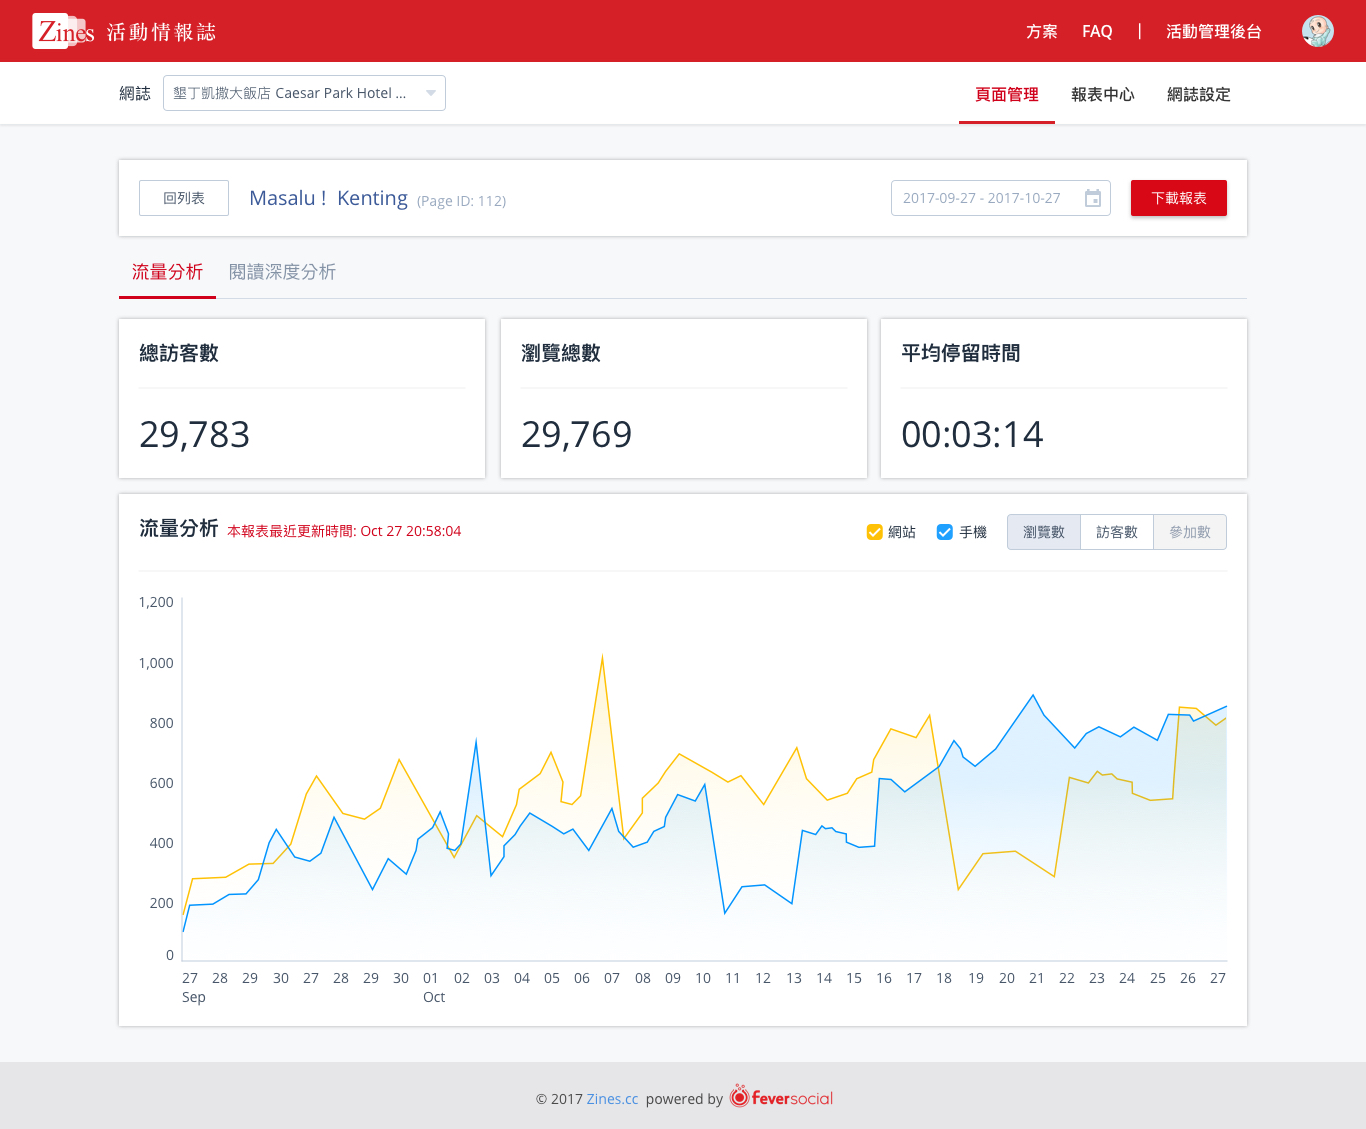 Zines 活動情報誌
方案 FAQ | 活動管理後台
網誌 墾丁凱撒大飯店 Caesar Park Hotel ...
頁面管理 報表中心 網誌設定
回列表 Masalu！ Kenting (Page ID: 112) 2017-09-27 - 2017-10-27 下載報表
流量分析 閱讀深度分析
總訪客數
29,783
瀏覽總數
29,769
平均停留時間
00:03:14
流量分析 本報表最近更新時間: Oct 27 20:58:04
網站 手機 瀏覽數 訪客數 參加數
1,200
1,000
800
600
400
200
0
27 28 29 30 27 28 29 30 01 02 03 04 05 06 07 08 09 10 11 12 13 14 15 16 17 18 19 20 21 22 23 24 25 26 27
Sep Oct
© 2017 Zines.cc powered by feversocial